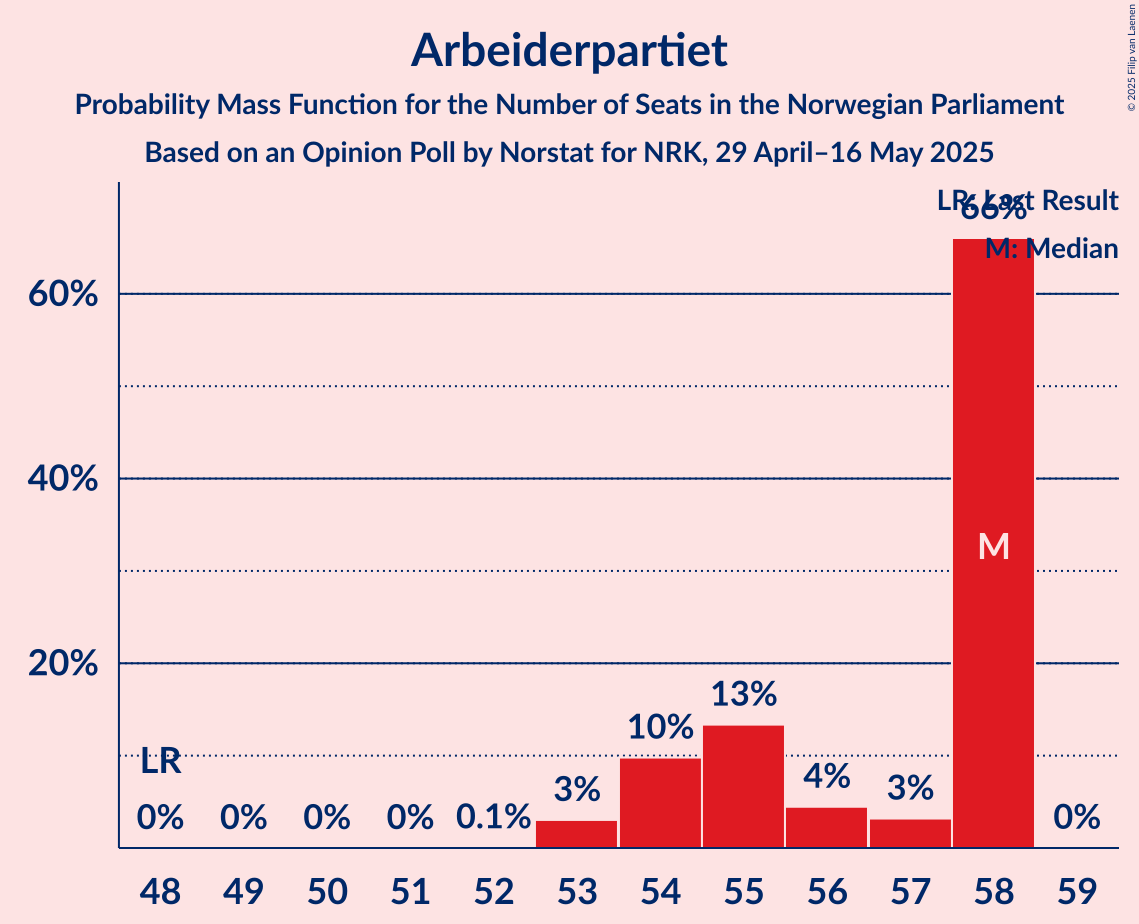 Arbeiderpartiet
Probability Mass Function for the Number of Seats in the Norwegian Parliament
Based on an Opinion Poll by Norstat for NRK, 29 April–16 May 2025
© 2025 Filip van Laenen
LR: Last Result
M: Median
66%
60%
40%
20%
M
LR
0%
0%
0%
0%
0.1%
3%
10%
13%
4%
3%
0%
48 49 50 51 52 53 54 55 56 57 58 59